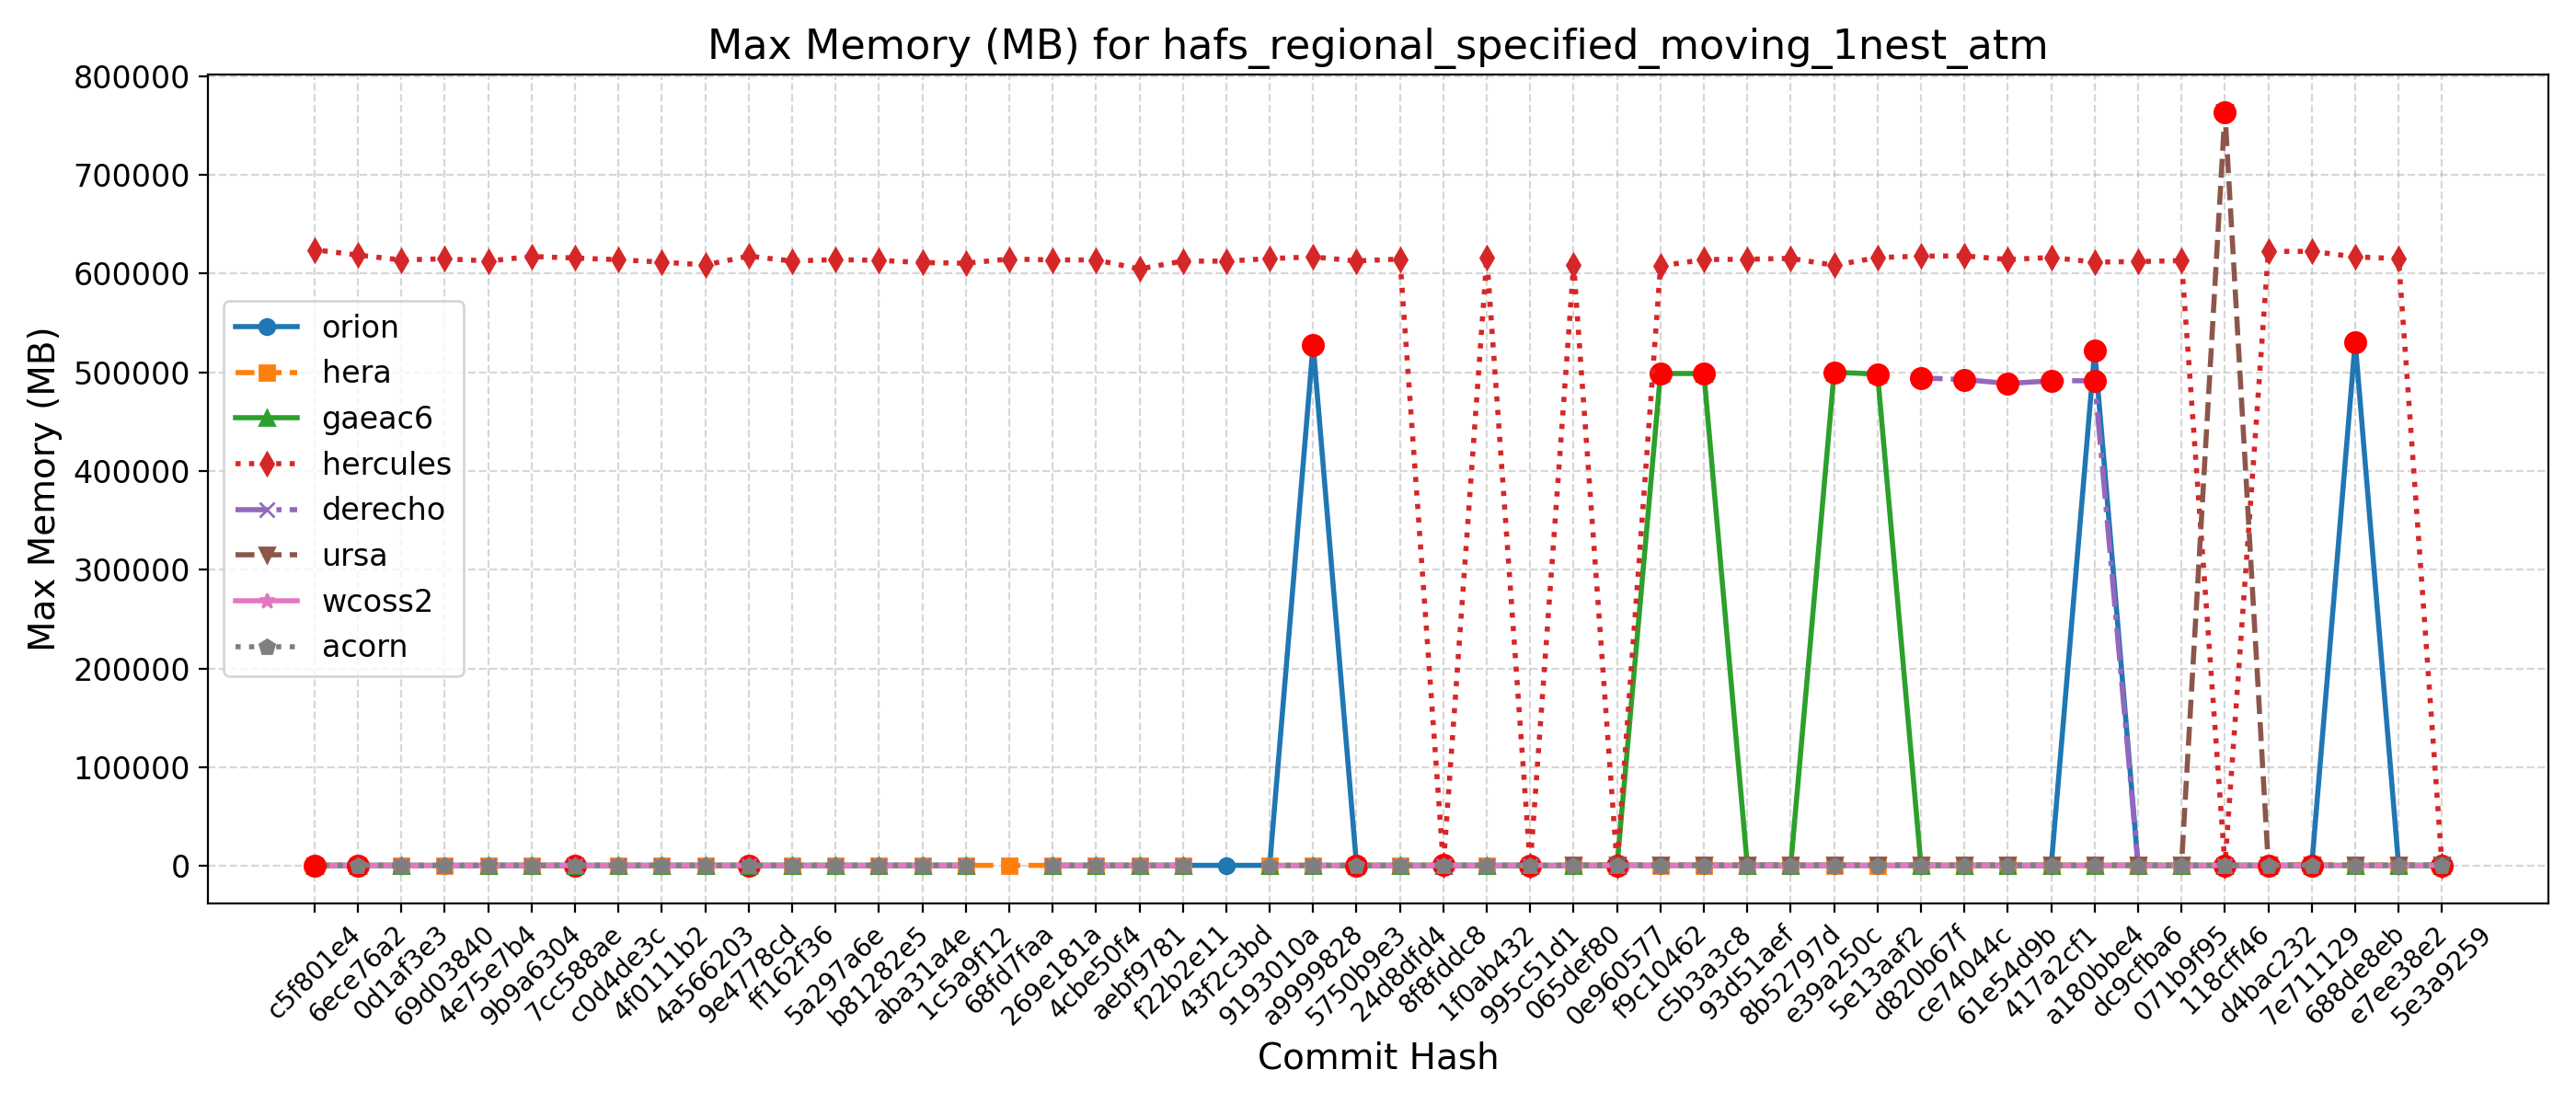 Max Memory (MB) for hafs_regional_specified_moving_1nest_atm
Max Memory (MB)
800000
700000
600000
500000
400000
300000
200000
100000
0
orion
hera
gaeac6
hercules
derecho
ursa
wcoss2
acorn
c5f801e4
6ece76a2
0d1af3e3
69d03840
4e75e7b4
9b9a6304
7cc588ae
c0d4de3c
4f0111b2
4a566203
9e4778cd
ff162f36
5a297a6e
b81282e5
aba31a4e
1c5a9f12
68fd7faa
269e181a
4cbe50f4
aebf9781
f22b2e11
43f2c3bd
9193010a
a9999828
5750b9e3
24d8dfd4
8f8fddc8
1f0ab432
995c51d1
065def80
0e960577
f9c10462
c5b3a3c8
93d51aef
8b52797d
e39a250c
5e13aaf2
d820b67f
ce74044c
61e54d9b
417a2cf1
a180bbe4
dc9cfba6
071b9f95
118cff46
d4bac232
7e711129
688de8eb
e7ee38e2
5e3a9259
Commit Hash